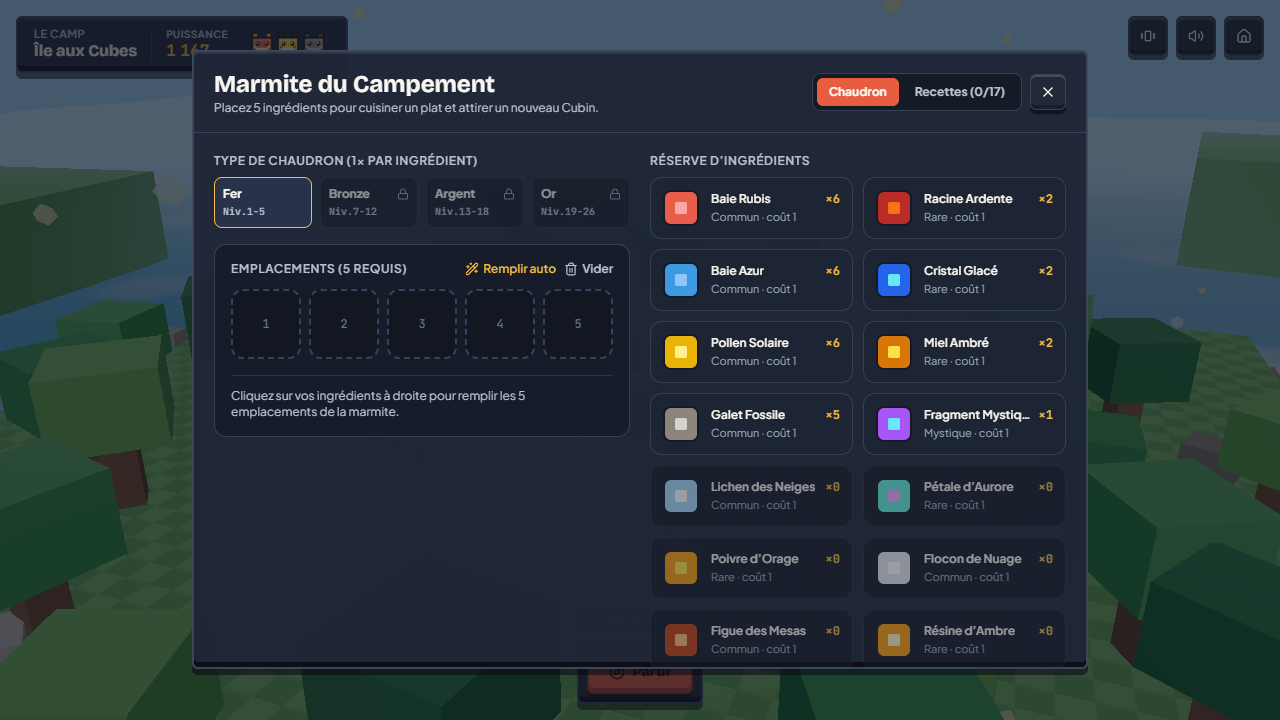 LE CAMP
Île aux Cubes
PUISSANCE
1 167
Marmite du Campement
Placez 5 ingrédients pour cuisiner un plat et attirer un nouveau Cubin.
Chaudron
Recettes (0/17)
TYPE DE CHAUDRON (1× PAR INGRÉDIENT)
Fer
Niv.1-5
Bronze
Niv.7-12
Argent
Niv.13-18
Or
Niv.19-26
EMPLACEMENTS (5 REQUIS)
Remplir auto
Vider
1
2
3
4
5
Cliquez sur vos ingrédients à droite pour remplir les 5
emplacements de la marmite.
RÉSERVE D'INGRÉDIENTS
Baie Rubis ×6
Commun · coût 1
Racine Ardente ×2
Rare · coût 1
Baie Azur ×6
Commun · coût 1
Cristal Glacé ×2
Rare · coût 1
Pollen Solaire ×6
Commun · coût 1
Miel Ambré ×2
Rare · coût 1
Galet Fossile ×5
Commun · coût 1
Fragment Mystiq... ×1
Mystique · coût 1
Lichen des Neiges ×0
Commun · coût 1
Pétale d'Aurore ×0
Rare · coût 1
Poivre d'Orage ×0
Rare · coût 1
Flocon de Nuage ×0
Commun · coût 1
Figue des Mesas ×0
Commun · coût 1
Résine d'Ambre ×0
Rare · coût 1
Partir